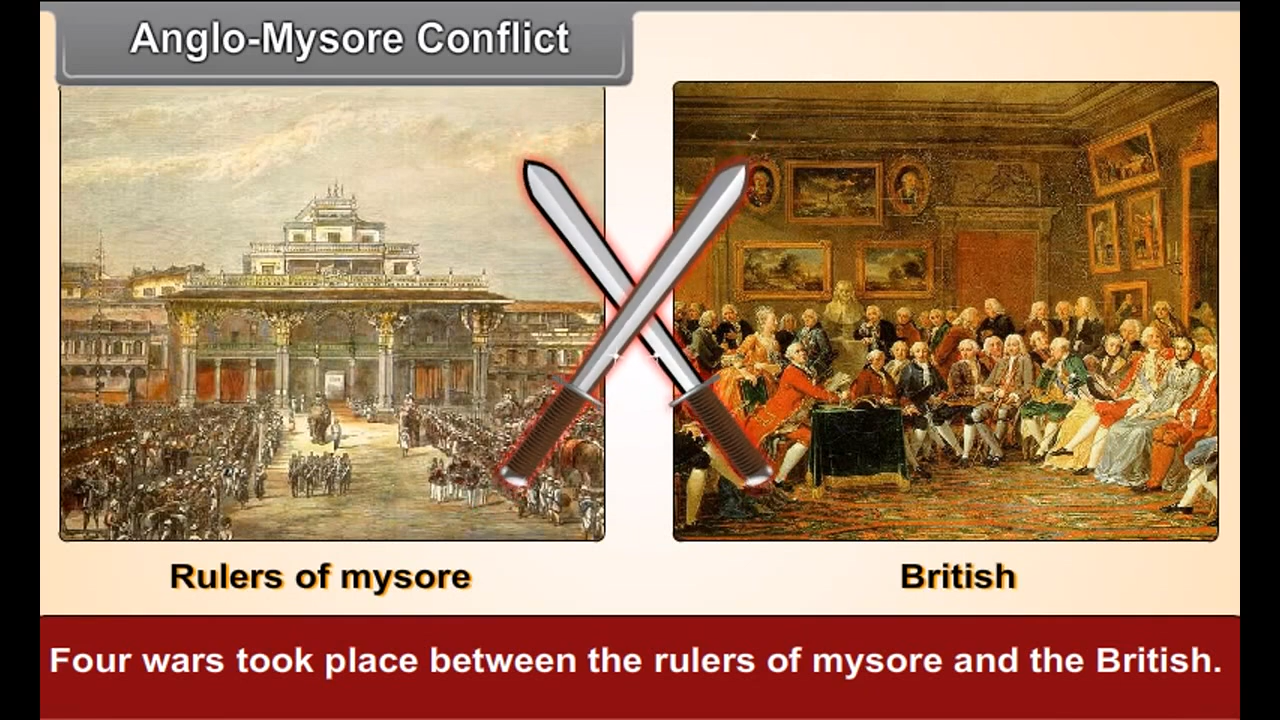 Anglo-Mysore Conflict
Rulers of mysore
British
Four wars took place between the rulers of mysore and the British.